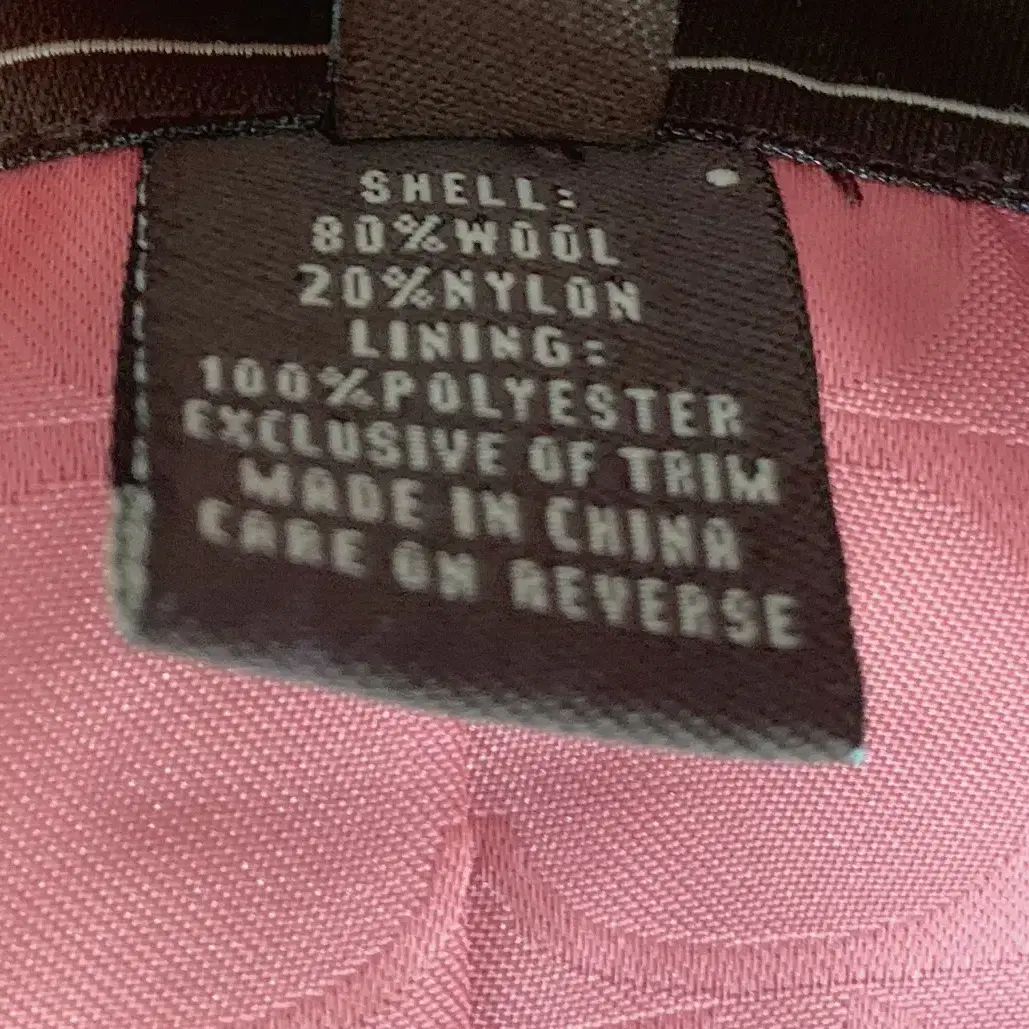 SHELL:
80%WOOL
20%NYLON
LINING:
100%POLYESTER
EXCLUSIVE OF TRIM
MADE IN CHINA
CARE ON REVERSE